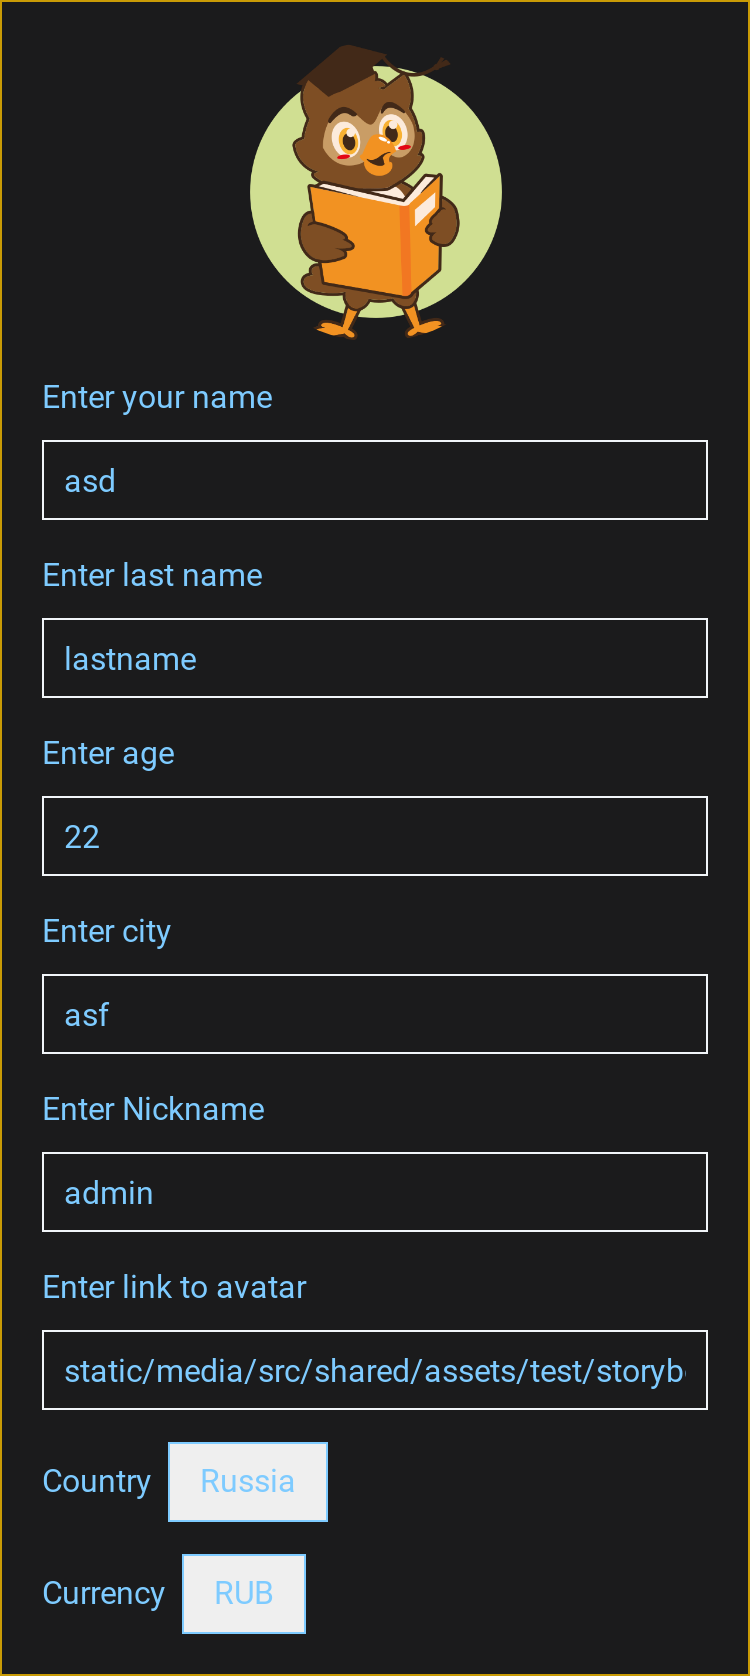 Enter your name
asd
Enter last name
lastname
Enter age
22
Enter city
asf
Enter Nickname
admin
Enter link to avatar
static/media/src/shared/assets/test/storyb
Country Russia
Currency RUB